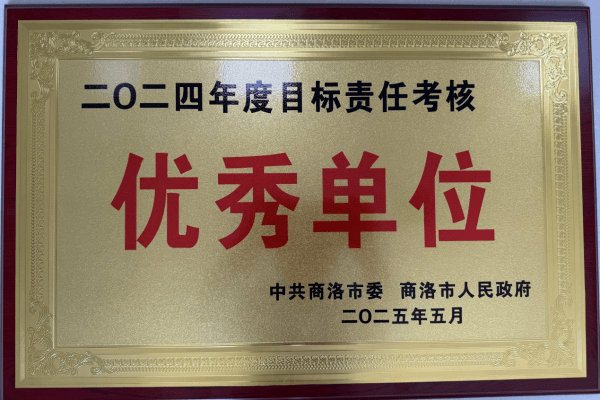 二〇二四年度目标责任考核
优秀单位
中共商洛市委 商洛市人民政府
二〇二五年五月